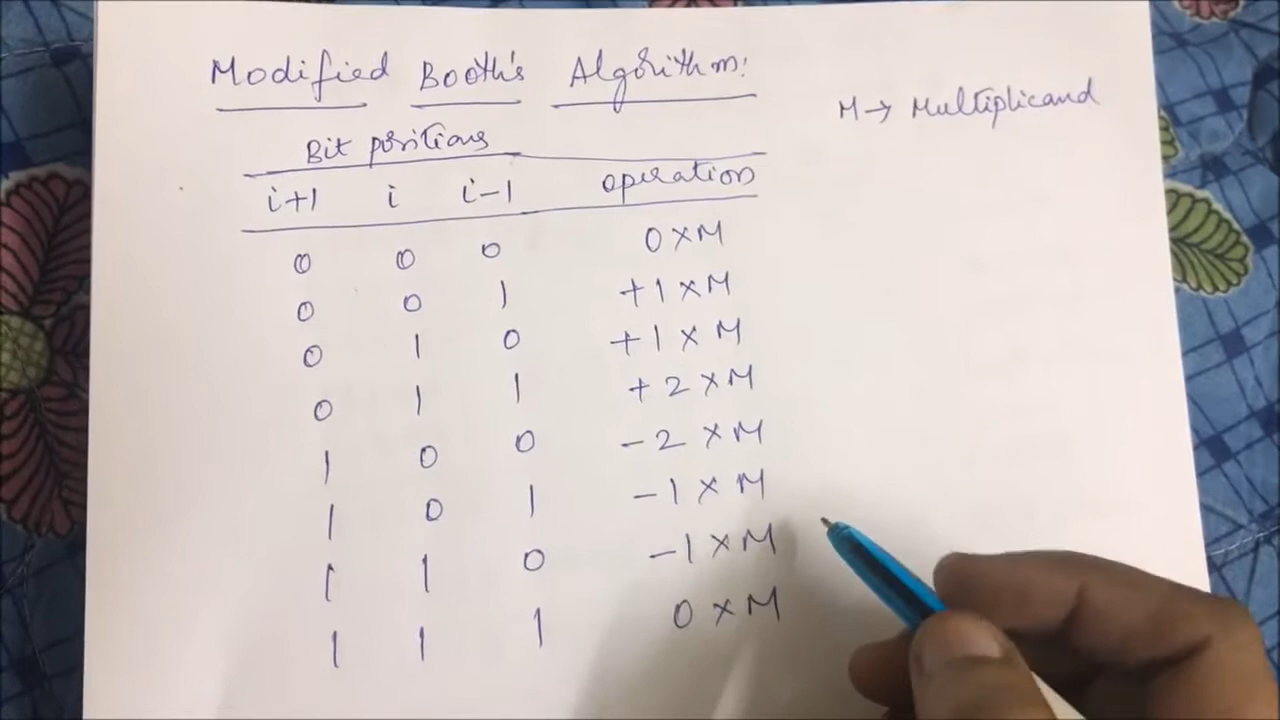 Modified Booth's Algorithm:
M → Multiplicand
Bit positions
i+1 i i-1 operation
0 0 0 0 × M
0 0 1 +1 × M
0 1 0 +1 × M
0 1 1 +2 × M
1 0 0 -2 × M
1 0 1 -1 × M
1 1 0 -1 × M
1 1 1 0 × M